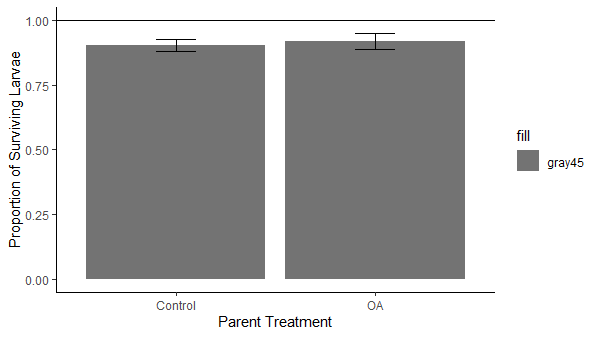 Proportion of Surviving Larvae
1.00
0.75
0.50
0.25
0.00
Control
OA
Parent Treatment
fill
gray45